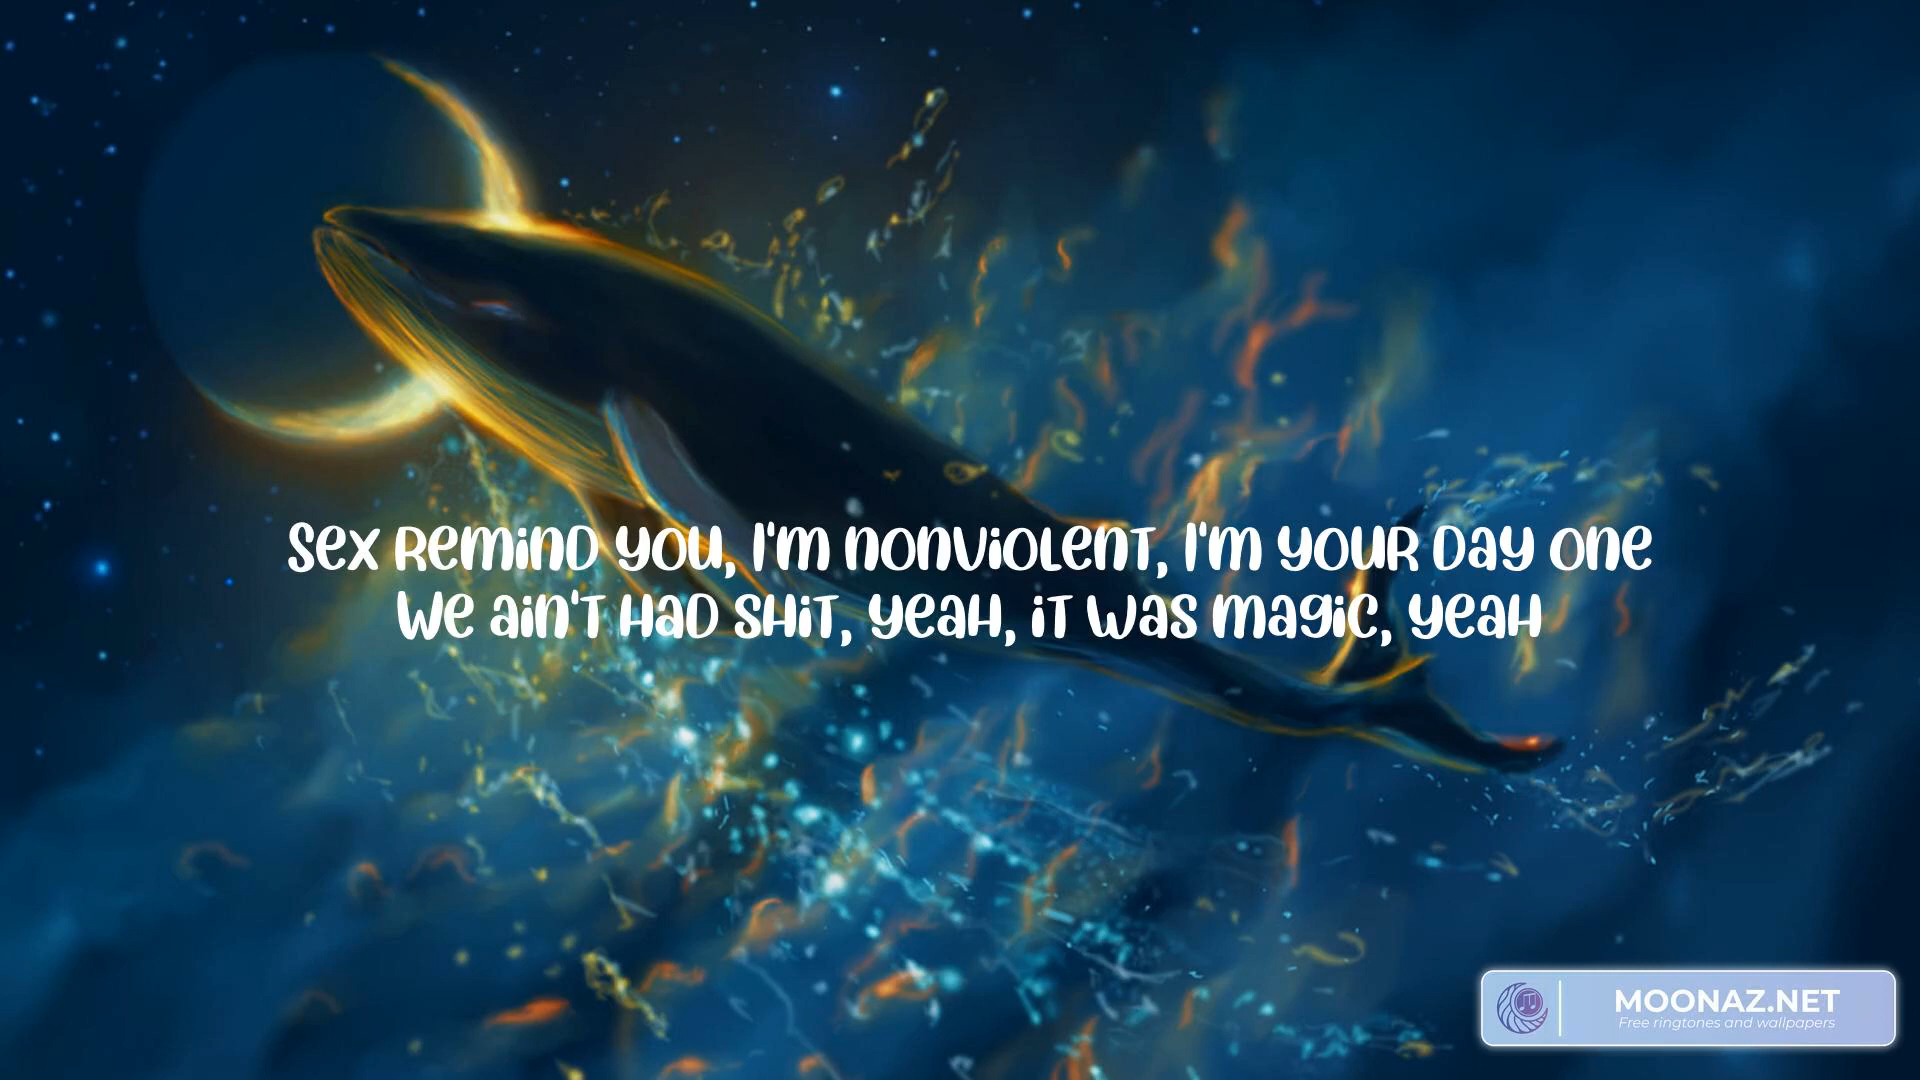 Sex remind you, I'm nonviolent, I'm your day one
We ain't had shit, yeah, it was magic, yeah
MOONAZ.NET
Free ringtones and wallpapers